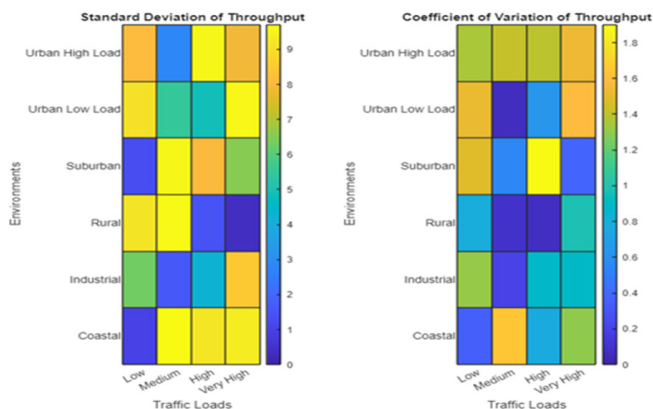 Standard Deviation of Throughput
Urban High Load
Urban Low Load
Suburban
Rural
Industrial
Coastal
Environments
Low
Medium
High
Very High
Traffic Loads
9
8
7
6
5
4
3
2
1
0
Coefficient of Variation of Throughput
Urban High Load
Urban Low Load
Suburban
Rural
Industrial
Coastal
Environments
Low
Medium
High
Very High
Traffic Loads
1.8
1.6
1.4
1.2
1
0.8
0.6
0.4
0.2
0